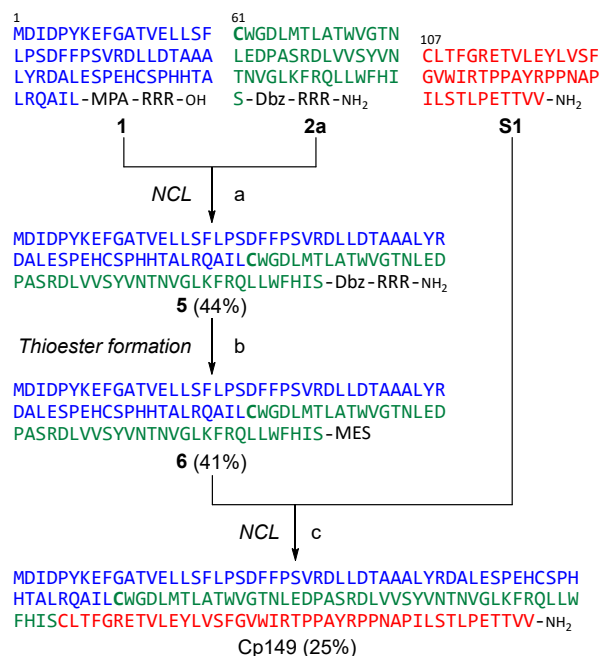 1
MDIDPYKEFGATVELLSF
LPSDFFPSVRDLLDTAAA
LYRDALESPEHCSPHHTA
LRQAIL-MPA-RRR-OH
1
61
CWGDLMTLATWVGTN
LEDPASRDLVVSYVN
TNVGLKFRQLLWFHI
S-Dbz-RRR-NH₂
2a
107
CLTFGRETVLEYLVSF
GVWIRTPPAYRPPNAP
ILSTLPETTVV-NH₂
S1
NCL a
MDIDPYKEFGATVELLSFLPSDFFPSVRDLLDTAAALYR
DALESPEHCSPHHTALRQAILCWGDLMTLATWVGTNLED
PASRDLVVSYVNTNVGLKFRQLLWFHIS-Dbz-RRR-NH₂
5 (44%)
Thioester formation b
MDIDPYKEFGATVELLSFLPSDFFPSVRDLLDTAAALYR
DALESPEHCSPHHTALRQAILCWGDLMTLATWVGTNLED
PASRDLVVSYVNTNVGLKFRQLLWFHIS-MES
6 (41%)
NCL c
MDIDPYKEFGATVELLSFLPSDFFPSVRDLLDTAAALYRDALESPEHCSPH
HTALRQAILCWGDLMTLATWVGTNLEDPASRDLVVSYVNTNVGLKFRQLLW
FHISCLTFGRETVLEYLVSFGVWIRTPPAYRPPNAPILSTLPETTVV-NH₂
Cp149 (25%)